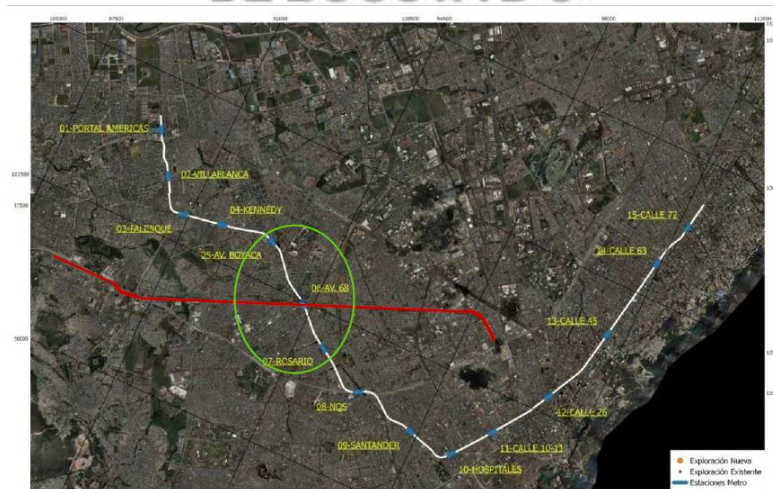 01-PORTAL AMERICAS
02-VILLABLANCA
03-PALENQUE
04-KENNEDY
05-AV. BOYACA
06-AV. 68
07-ROSARIO
08-NQS
09-SANTANDER
10-HOSPITALES
11-CALLE 10-11
12-CALLE 26
13-CALLE 45
14-CALLE 63
15-CALLE 72
Exploración Nueva
Exploración Existente
Estaciones Metro